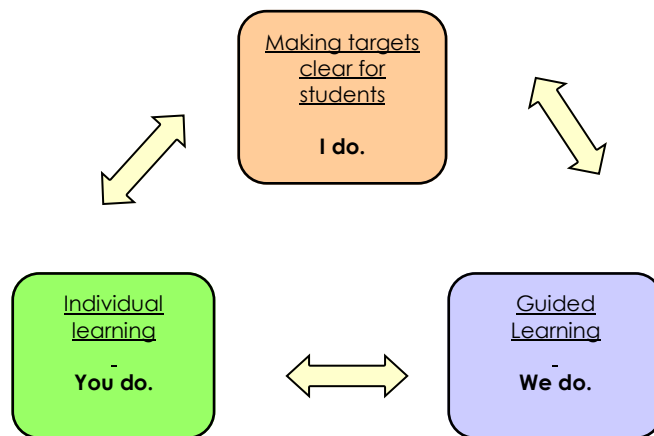 Making targets
clear for
students
I do.
Individual
learning
You do.
Guided
Learning
We do.